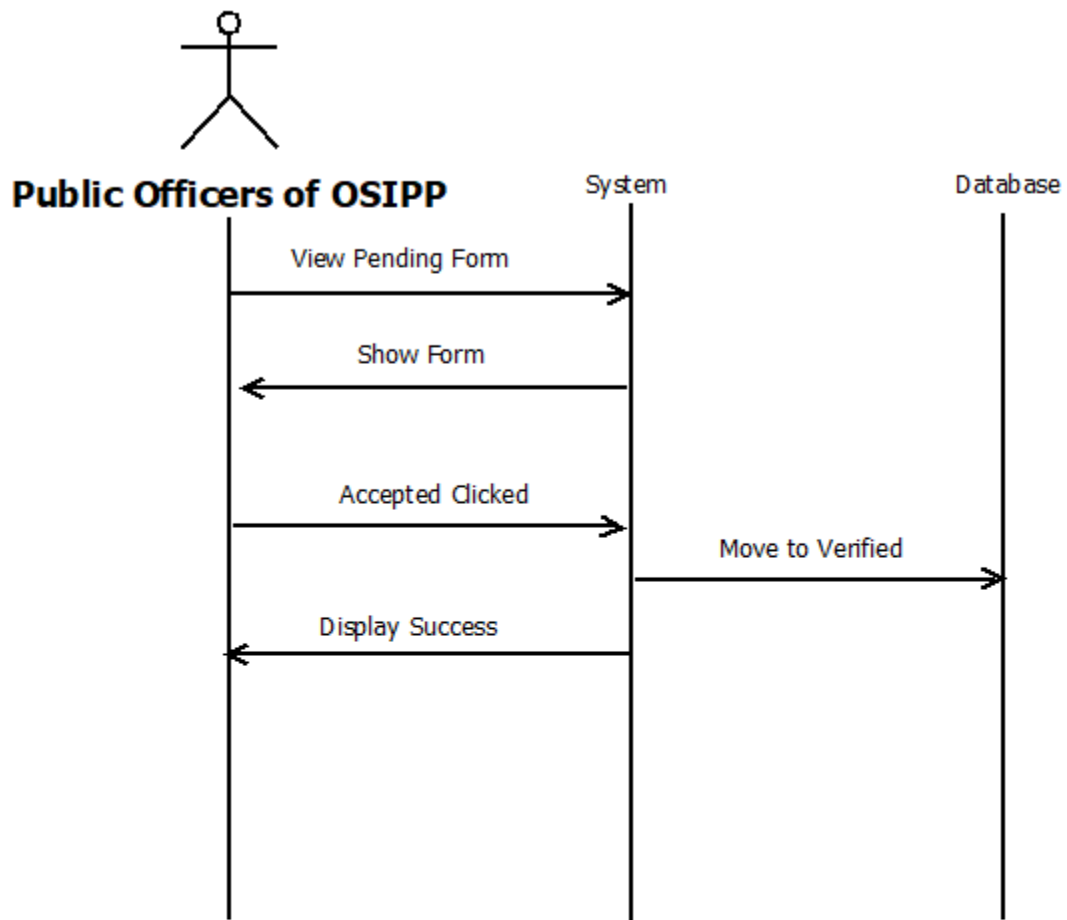 Public Officers of OSIPP
System
Database
View Pending Form
Show Form
Accepted Clicked
Move to Verified
Display Success